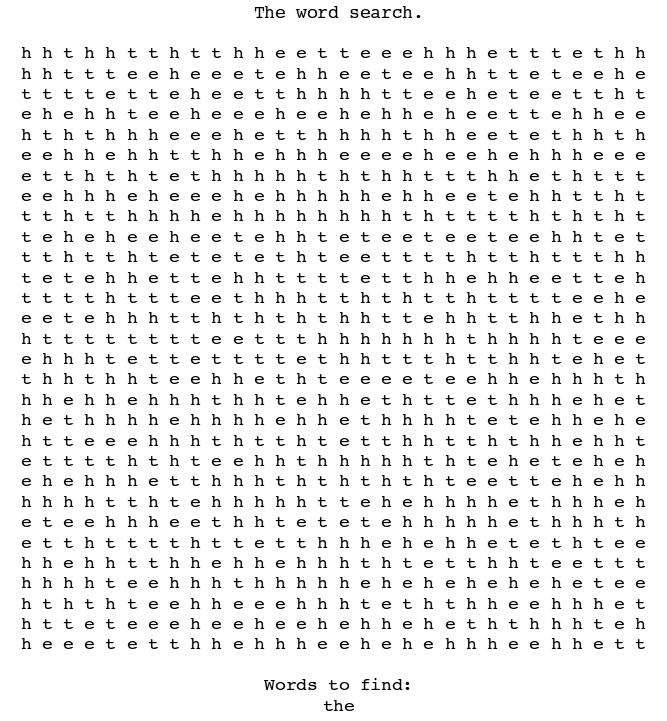 The word search.
h h t h h t t h t t h h e e t t e e e h h h e t t t e t h h
h h t t t e e h e e e t e h h e e t e e h h t t e t e e h e
t t t t e t t e h e e t t h h h h t t e e h e t e e t t h t
e h e h h t e e h e e e h e e h e h h e h e e t t e h h e e
h t h t h h h e e e h e t t h h h h t h h e e t e t h h t h
e e h h e h h t t h h e h h h e e e e h e e h e h h h e e e
e t t h t h t e t h h h h h t h t h h t t t h h e t h t t t
e e h h h e h e e e h e h h h h h e h h e e t e h h t t h t
t t h t t h h h h e h h h h h h h h t h t t t t h t h t h t
t e h e h e e h e e t e h h t e t e e t e e t e e h h t e t
t t h t t h t e t e t e t h t e e t t t t h t t h t t t h h
t e t e h h e t t e h h t t t t e t t h h e h h e e t t e h
t t t t h t t t e e t h h h t t h t h t t h t t t t e e h e
e e t e h h t t h t h t h t h h t t e h h t t h h e t h h
h t t t t t t t t e e t t t h h h h h h h t h h h h t e e e
e h h h t e t t e t t t t e t h h t t t h t t h h t e h e t
t h h t h h t e e h h e t h t e e e e t e e h h e h h h t h
h h e h h e h h h t h h t e h h e t h t t e t h h h e h e t
h e t h h h h e h h h h e h h e t h h h h t e t e h h e h e
h t t e e e h h h t h t t h t e t t h h t t h t h h e h h t
e t t t t h t h t e e h h t h h h h h h t h t e h e t e h e h
e h e h h h e t t h h t h t h t h t h t e e t t e h e h h
h h h h t t h t e h h h h h t t e h e h h h h e t h h h e h
e t e e h h h e e t h h t e t e t e h h h h h e t h h h t h
e t t h t t t t h t t e t t h h h e h e h h e t e t h t e e
h h e h h t t h h e h h e h h h t h t e t t h h t e e t t t
h h h h t e e h h h t h h h h h e h e h e h e h e h e t e e
h t h t h t e e h h e e e h h h t e t h t h h e e h h h e t
h t t e t e e e h e e h e e h e h h e h e t h t h h h t e h
h e e e t e t t h h e h h h e e h e h e h h h e e h h e t t
Words to find:
the